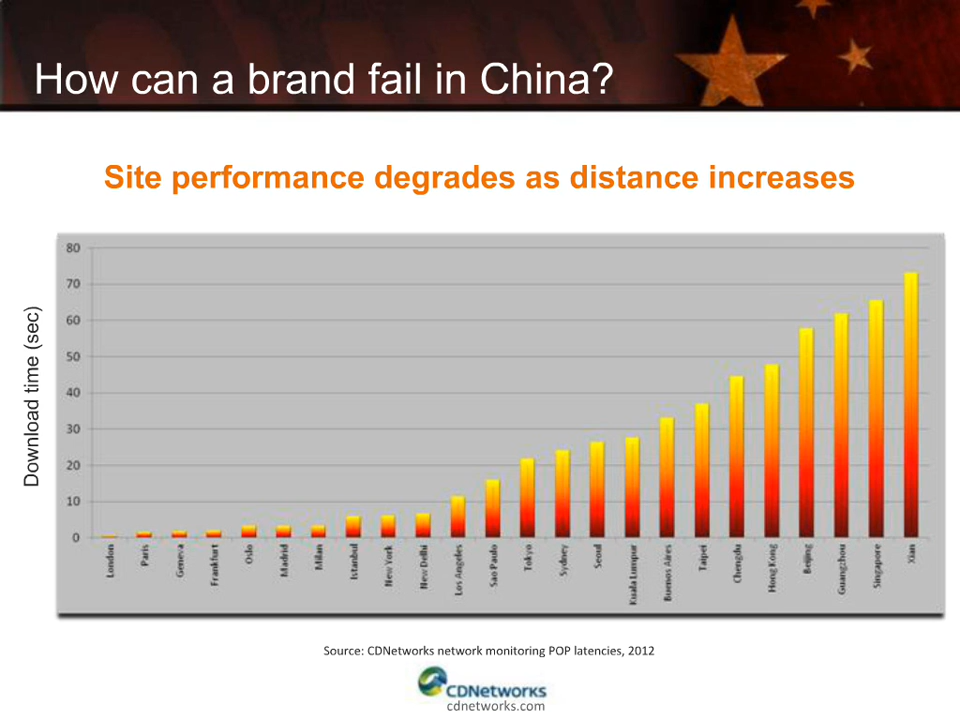 How can a brand fail in China?
Site performance degrades as distance increases
Download time (sec)
80
70
60
50
40
30
20
10
0
London
Paris
Geneva
Frankfurt
Oslo
Madrid
Milan
Istanbul
New York
New Delhi
Los Angeles
Sao Paulo
Tokyo
Sydney
Seoul
Kuala Lumpur
Buenos Aires
Taipei
Chengdu
Hong Kong
Beijing
Guangzhou
Singapore
Xian
Source: CDNetworks network monitoring POP latencies, 2012
CDNetworks
cdnetworks.com